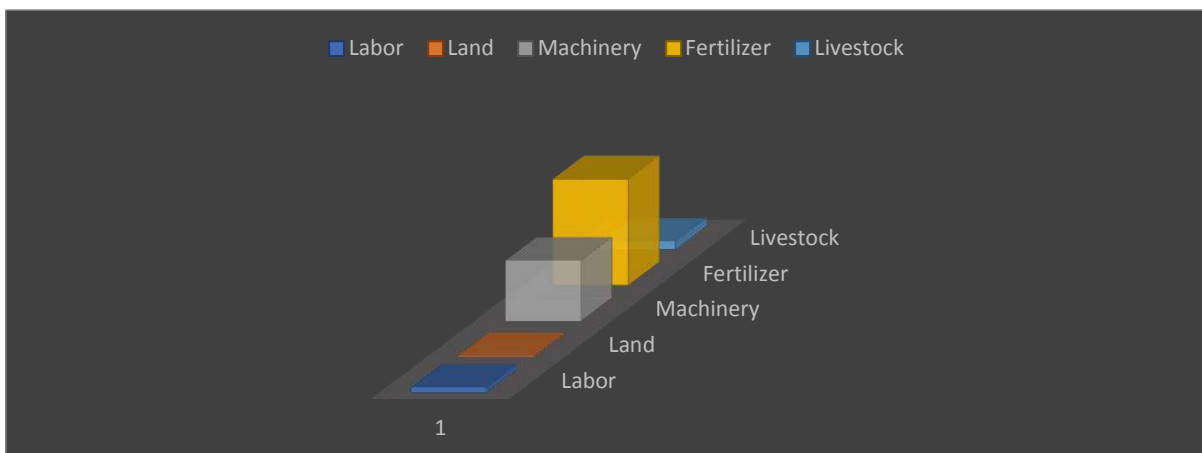 Labor Land Machinery Fertilizer Livestock
Livestock
Fertilizer
Machinery
Land
Labor
1